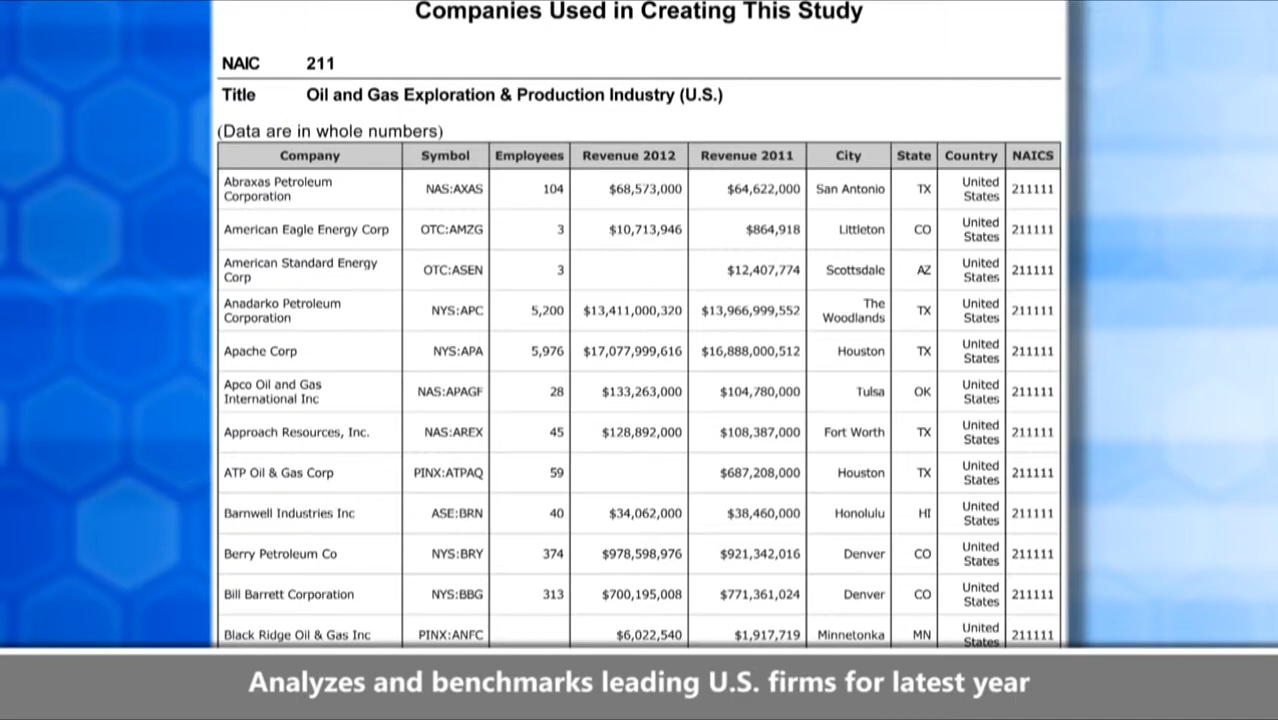 Companies Used in Creating This Study
NAIC 211
Title Oil and Gas Exploration & Production Industry (U.S.)
(Data are in whole numbers)
Company Symbol Employees Revenue 2012 Revenue 2011 City State Country NAICS
Abraxas Petroleum Corporation NAS:AXAS 104 $68,573,000 $64,622,000 San Antonio TX United States 211111
American Eagle Energy Corp OTC:AMZG 3 $10,713,946 $864,918 Littleton CO United States 211111
American Standard Energy Corp OTC:ASEN 3 $12,407,774 Scottsdale AZ United States 211111
Anadarko Petroleum Corporation NYS:APC 5,200 $13,411,000,320 $13,966,999,552 The Woodlands TX United States 211111
Apache Corp NYS:APA 5,976 $17,077,999,616 $16,888,000,512 Houston TX United States 211111
Apco Oil and Gas International Inc NAS:APAGF 28 $133,263,000 $104,780,000 Tulsa OK United States 211111
Approach Resources, Inc. NAS:AREX 45 $128,892,000 $108,387,000 Fort Worth TX United States 211111
ATP Oil & Gas Corp PINX:ATPAQ 59 $687,208,000 Houston TX United States 211111
Barnwell Industries Inc ASE:BRN 40 $34,062,000 $38,460,000 Honolulu HI United States 211111
Berry Petroleum Co NYS:BRY 374 $978,598,976 $921,342,016 Denver CO United States 211111
Bill Barrett Corporation NYS:BBG 313 $700,195,008 $771,361,024 Denver CO United States 211111
Black Ridge Oil & Gas Inc PINX:ANFC $6,022,540 $1,917,719 Minnetonka MN United States 211111
Analyzes and benchmarks leading U.S. firms for latest year